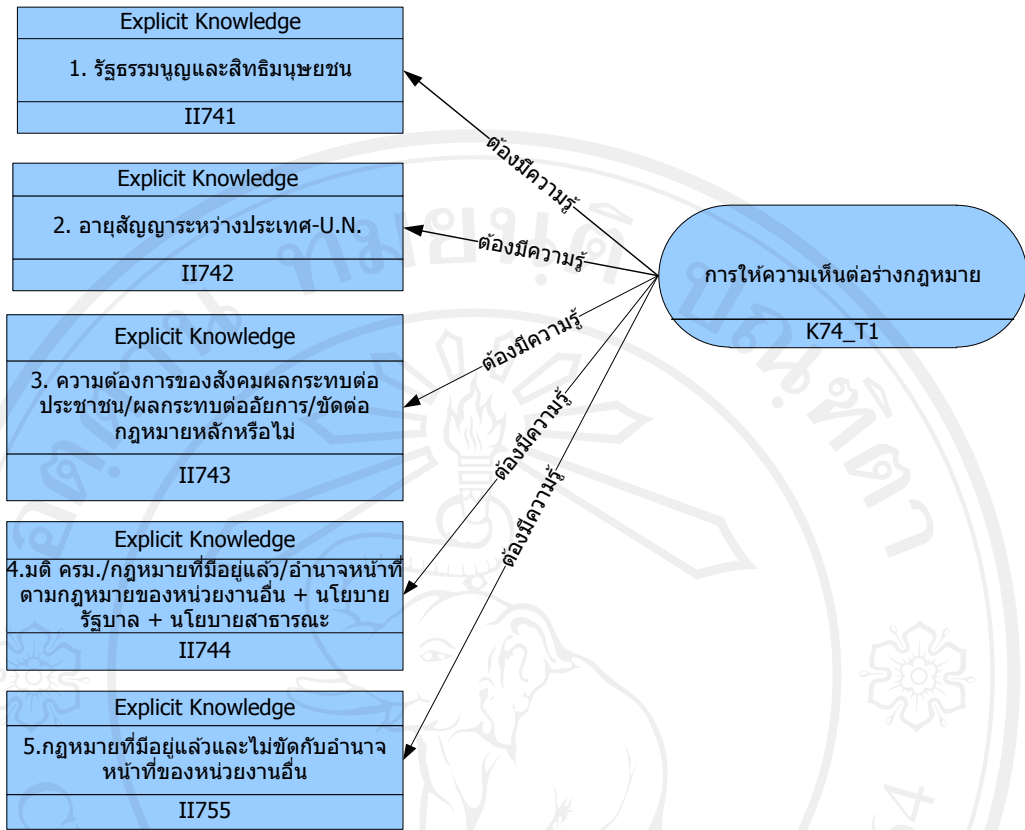 Explicit Knowledge
1. รัฐธรรมนูญและสิทธิมนุษยชน
II741
Explicit Knowledge
2. อายุสัญญาระหว่างประเทศ-U.N.
II742
Explicit Knowledge
3. ความต้องการของสังคมผลกระทบต่อ
ประชาชน/ผลกระทบต่ออัยการ/ขัดต่อ
กฎหมายหลักหรือไม่
II743
Explicit Knowledge
4.มติ ครม./กฎหมายที่มีอยู่แล้ว/อำนาจหน้าที่
ตามกฎหมายของหน่วยงานอื่น + นโยบาย
รัฐบาล + นโยบายสาธารณะ
II744
Explicit Knowledge
5.กฏหมายที่มีอยู่แล้วและไม่ขัดกับอำนาจ
หน้าที่ของหน่วยงานอื่น
II755
ต้องมีความรู้
ต้องมีความรู้
ต้องมีความรู้
ต้องมีความรู้
ต้องมีความรู้
การให้ความเห็นต่อร่างกฎหมาย
K74_T1